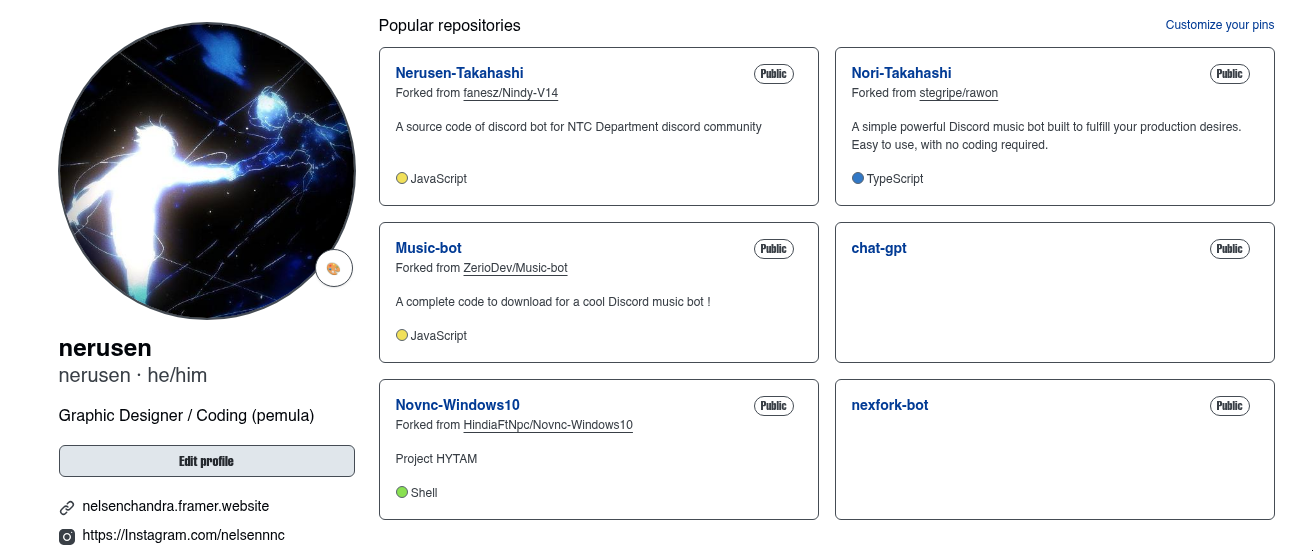 nerusen
nerusen · he/him
Graphic Designer / Coding (pemula)
Edit profile
nelsenchandra.framer.website
https://Instagram.com/nelsennnc
Popular repositories
Customize your pins
Nerusen-Takahashi
Public
Forked from fanesz/Nindy-V14
A source code of discord bot for NTC Department discord community
JavaScript
Nori-Takahashi
Public
Forked from stegripe/rawon
A simple powerful Discord music bot built to fulfill your production desires.
Easy to use, with no coding required.
TypeScript
Music-bot
Public
Forked from ZerioDev/Music-bot
A complete code to download for a cool Discord music bot !
JavaScript
chat-gpt
Public
Novnc-Windows10
Public
Forked from HindiaFtNpc/Novnc-Windows10
Project HYTAM
Shell
nexfork-bot
Public